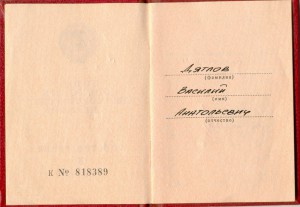 К № 818389
Дятлов
(фамилия)
Василий
(имя)
Анатольевич
(отчество)